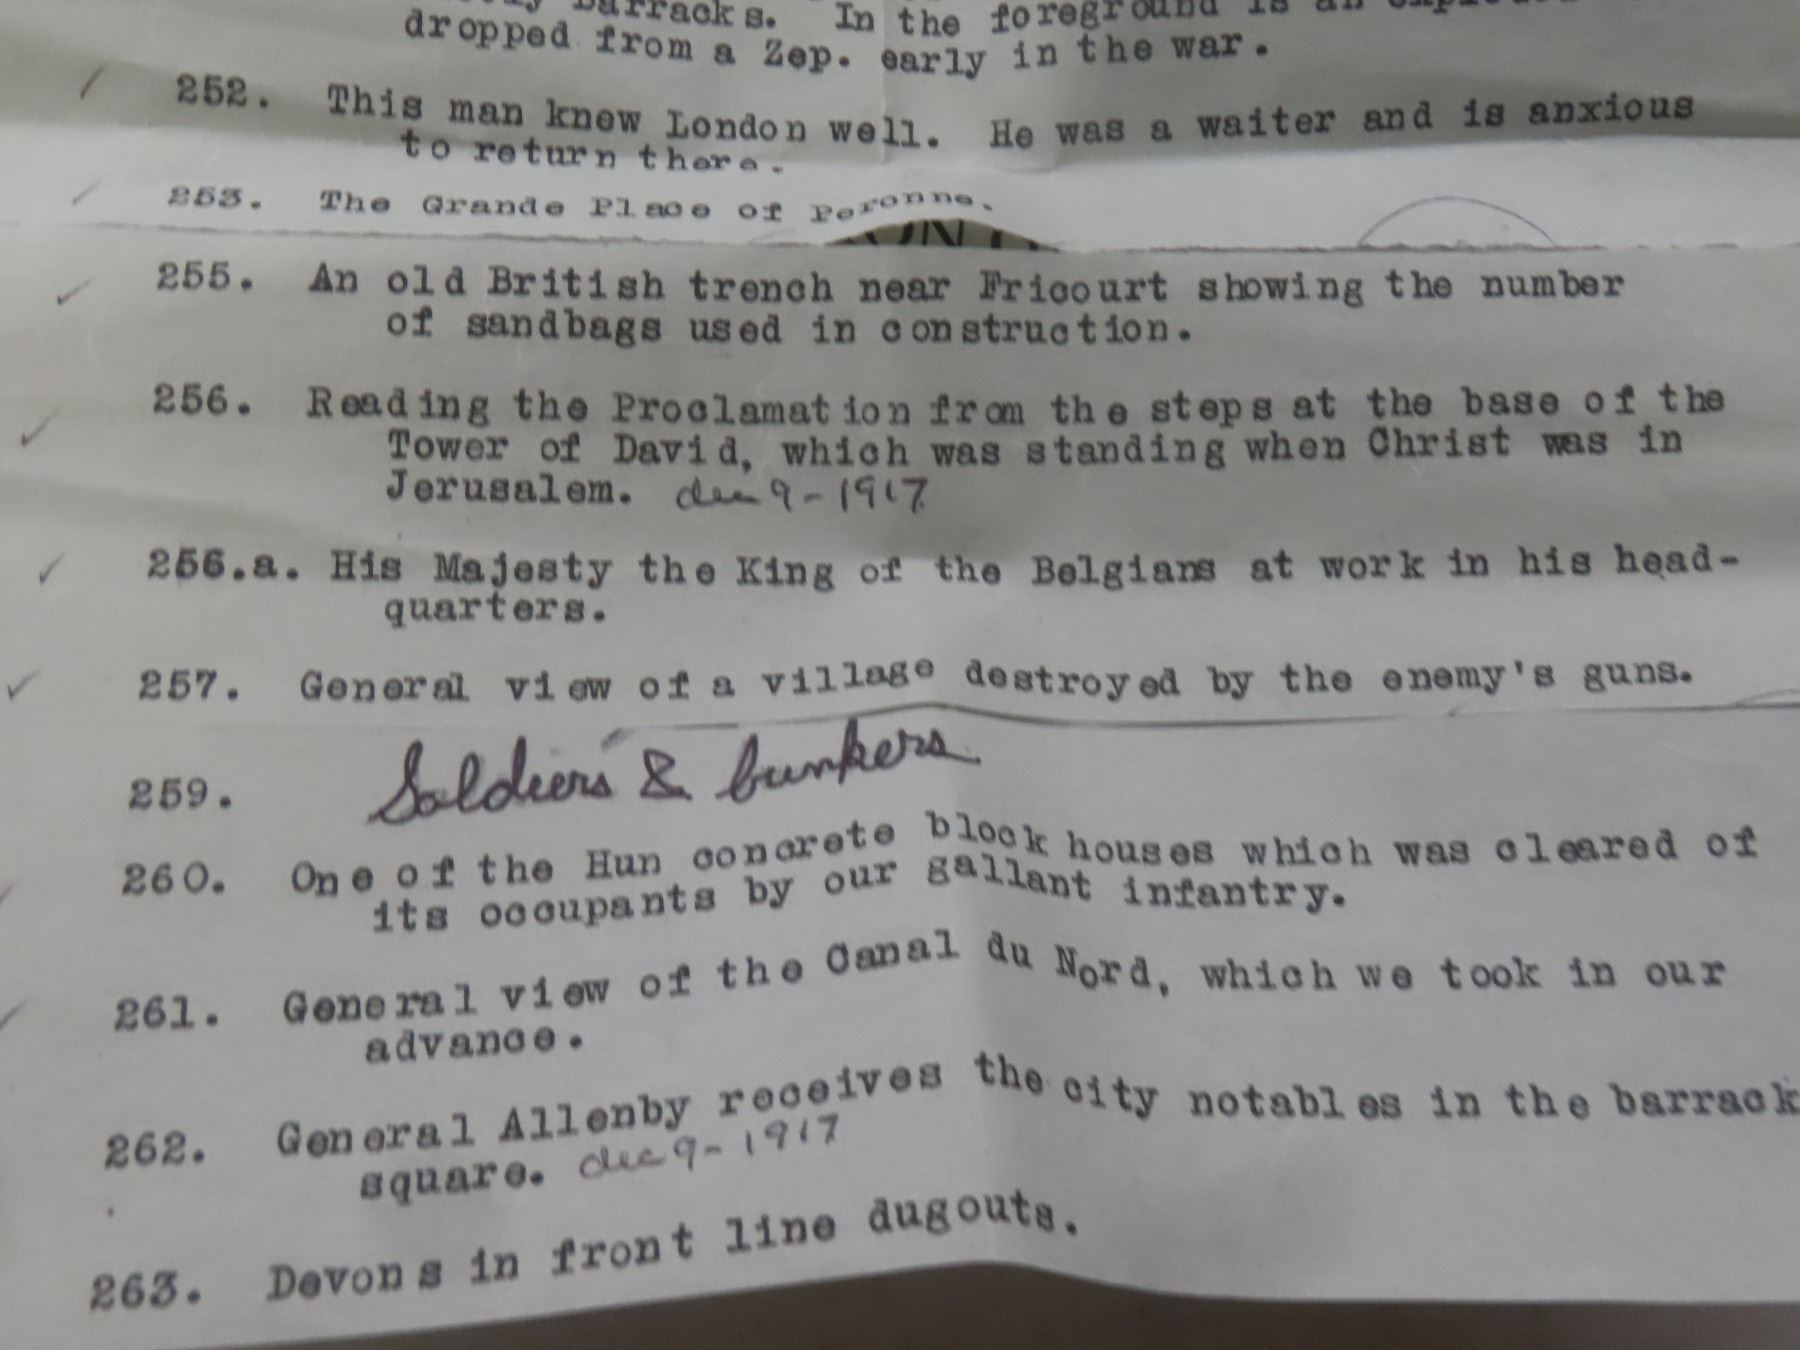 Barracks. In the foreground is an
dropped from a Zep. early in the war.
252. This man knew London well. He was a waiter and is anxious
to return there.
253. The Grande Place of Peronne.
255. An old British trench near Fricourt showing the number
of sandbags used in construction.
256. Reading the Proclamation from the steps at the base of the
Tower of David, which was standing when Christ was in
Jerusalem. dec 9-1917
256.a. His Majesty the King of the Belgians at work in his head-
quarters.
257. General view of a village destroyed by the enemy's guns.
259. Soldiers & bunkers
260. One of the Hun concrete block houses which was cleared of
its occupants by our gallant infantry.
261. General view of the Canal du Nord, which we took in our
advance.
262. General Allenby receives the city notables in the barrack
square. dec 9-1917
263. Devons in front line dugouts.